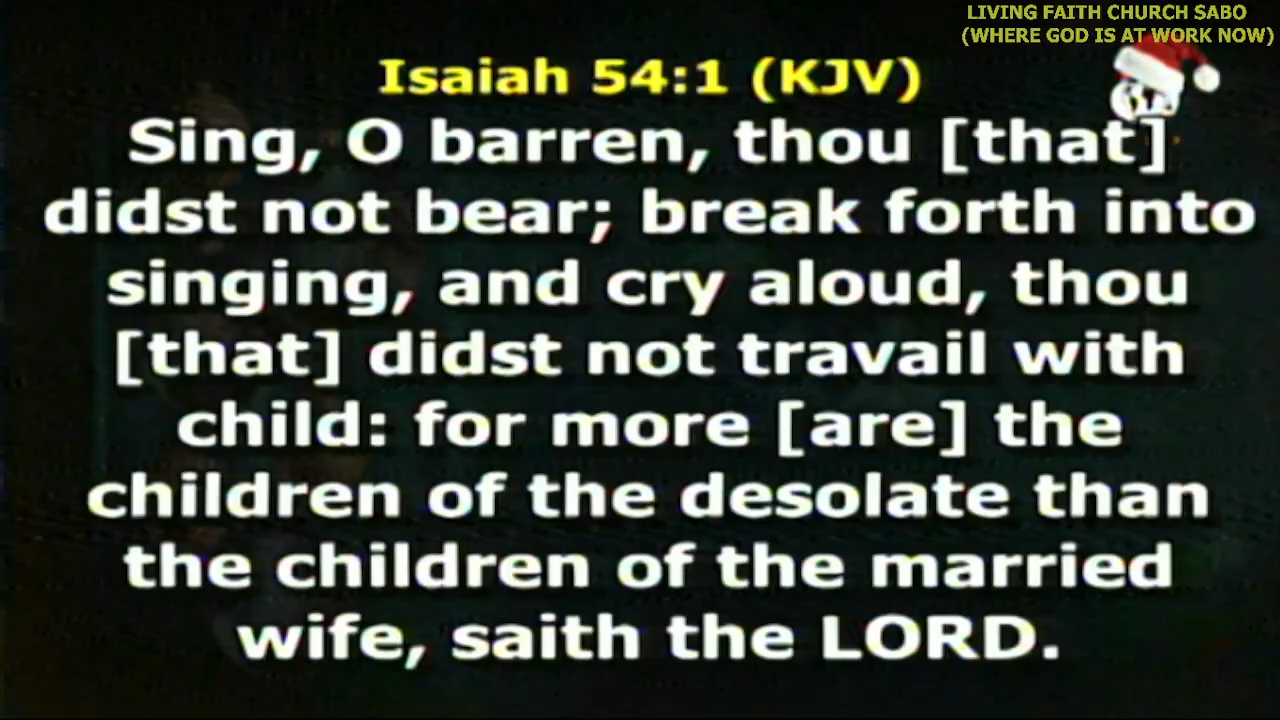 LIVING FAITH CHURCH SABO
(WHERE GOD IS AT WORK NOW)
Isaiah 54:1 (KJV)
Sing, O barren, thou [that]
didst not bear; break forth into
singing, and cry aloud, thou
[that] didst not travail with
child: for more [are] the
children of the desolate than
the children of the married
wife, saith the LORD.